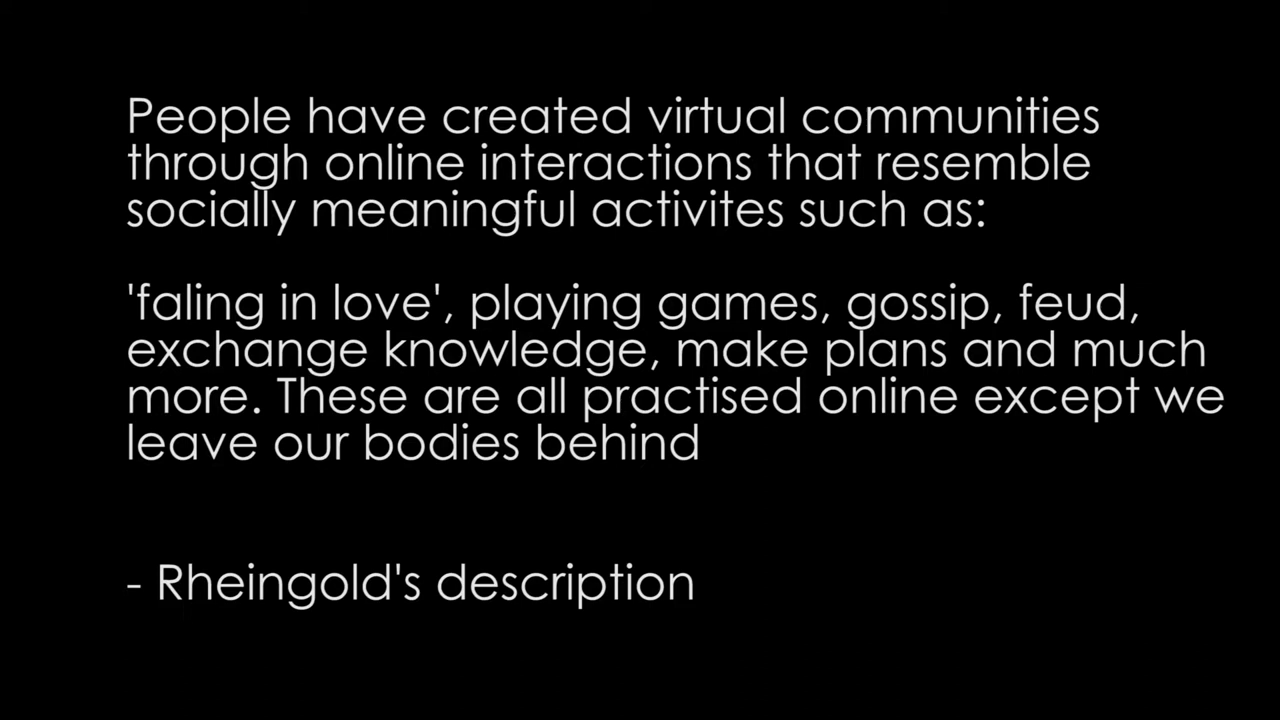 People have created virtual communities
through online interactions that resemble
socially meaningful activites such as:
'faling in love', playing games, gossip, feud,
exchange knowledge, make plans and much
more. These are all practised online except we
leave our bodies behind
- Rheingold's description